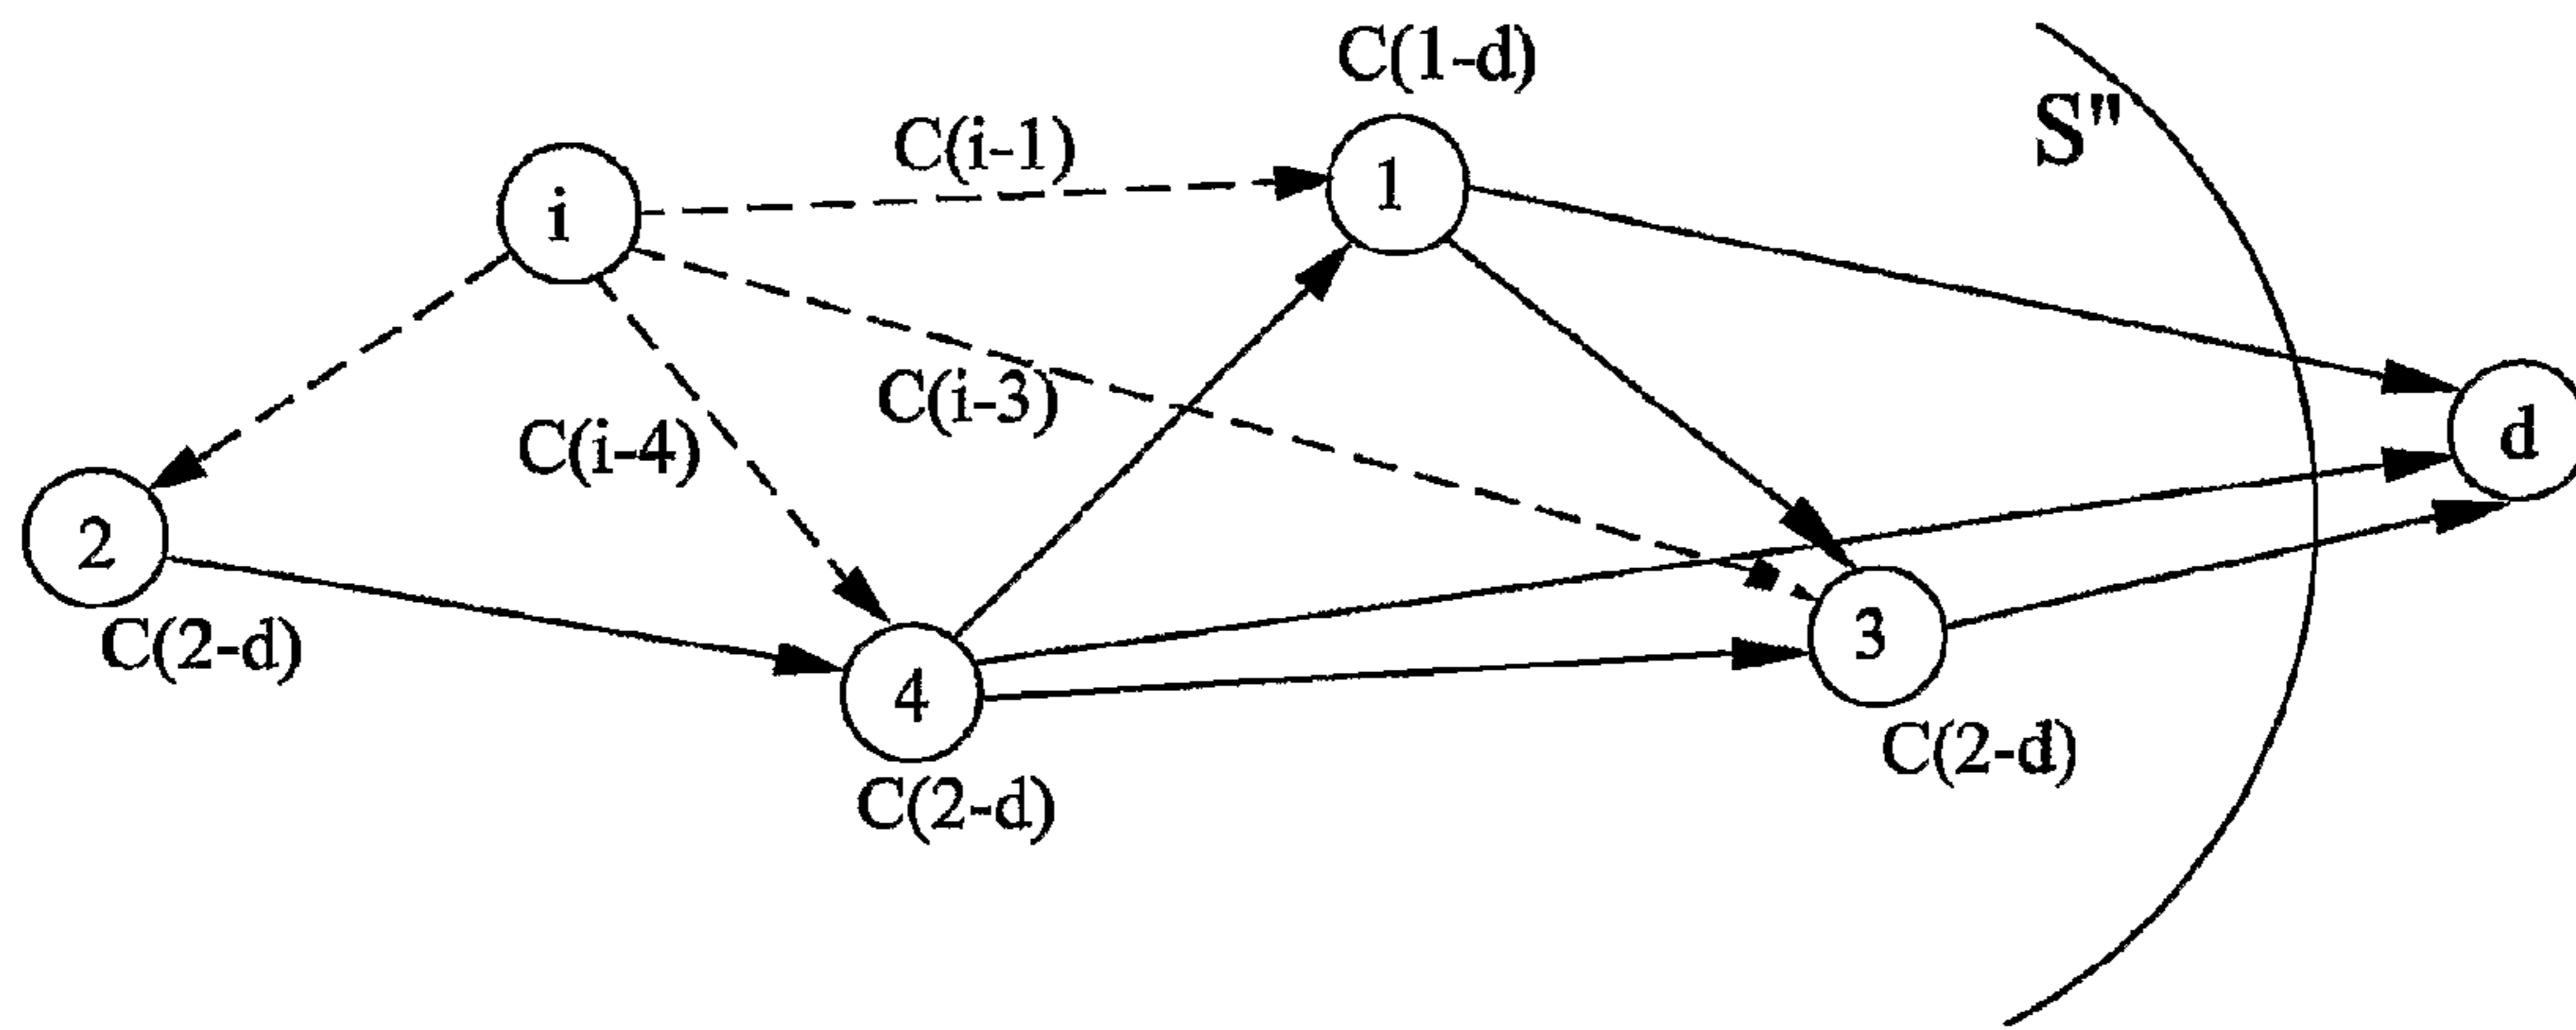 C(1-d)
S"
C(i-1)
i
1
C(i-3)
C(i-4)
d
2
C(2-d)
4
3
C(2-d)
C(2-d)